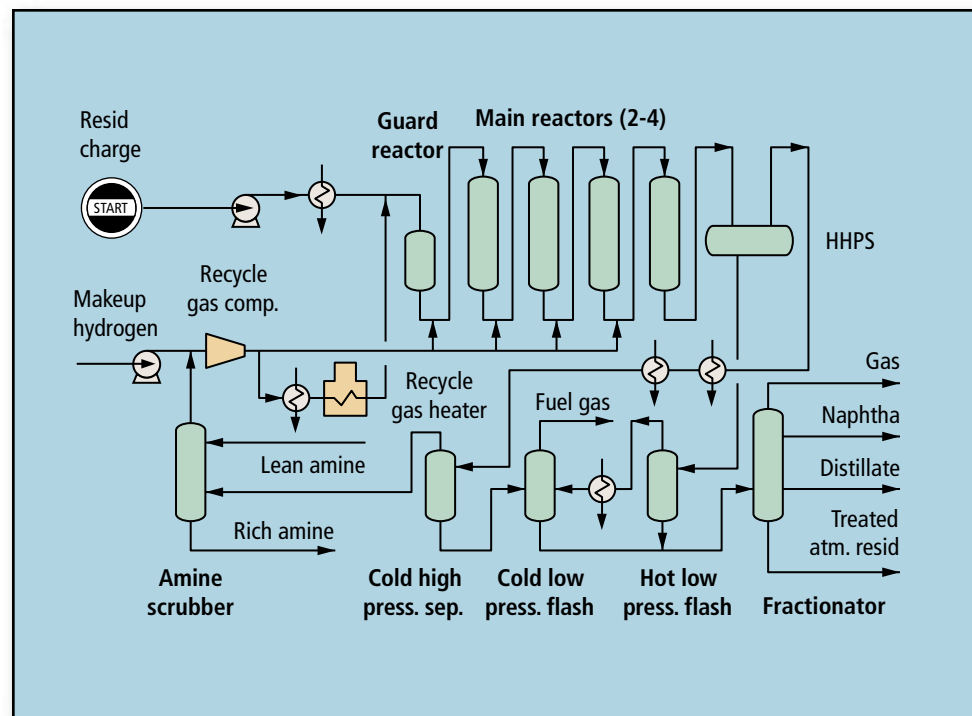 Resid
charge
START
Guard
reactor
Main reactors (2-4)
HHPS
Makeup
hydrogen
Recycle
gas comp.
Recycle
gas heater
Lean amine
Rich amine
Fuel gas
Gas
Naphtha
Distillate
Treated
atm. resid
Amine
scrubber
Cold high
press. sep.
Cold low
press. flash
Hot low
press. flash
Fractionator